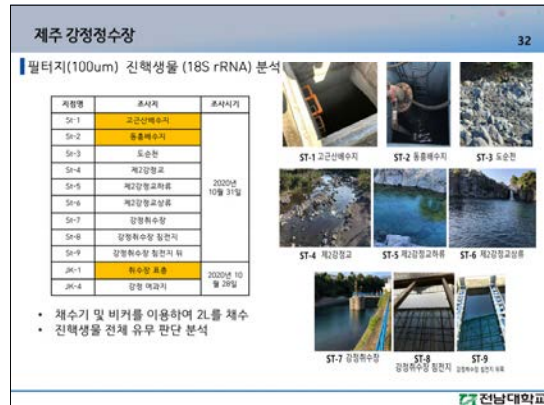 제주 강정정수장
32
필터지(100um) 진핵생물 (18S rRNA) 분석
지점명 조사지 조사시기
St-1 고근산배수지
St-2 동홍배수지
St-3 도순천
St-4 제2강정교
St-5 제2강정교하류
St-6 제2강정교상류
St-7 강정취수장
St-8 강정취수장 침전지
St-9 강정취수장 침전지 뒤
2020년
10월 31일
JK-1 취수장 표층
JK-4 강정 여과지
2020년 10
월 28일
• 채수기 및 비커를 이용하여 2L를 채수
• 진핵생물 전체 유무 판단 분석
ST-1 고근산배수지
ST-2 동홍배수지
ST-3 도순천
ST-4 제2강정교
ST-5 제2강정교하류
ST-6 제2강정교상류
ST-7 강정취수장
ST-8
강정취수장 침전지
ST-9
강정취수장 침전지 뒤쪽
전남대학교